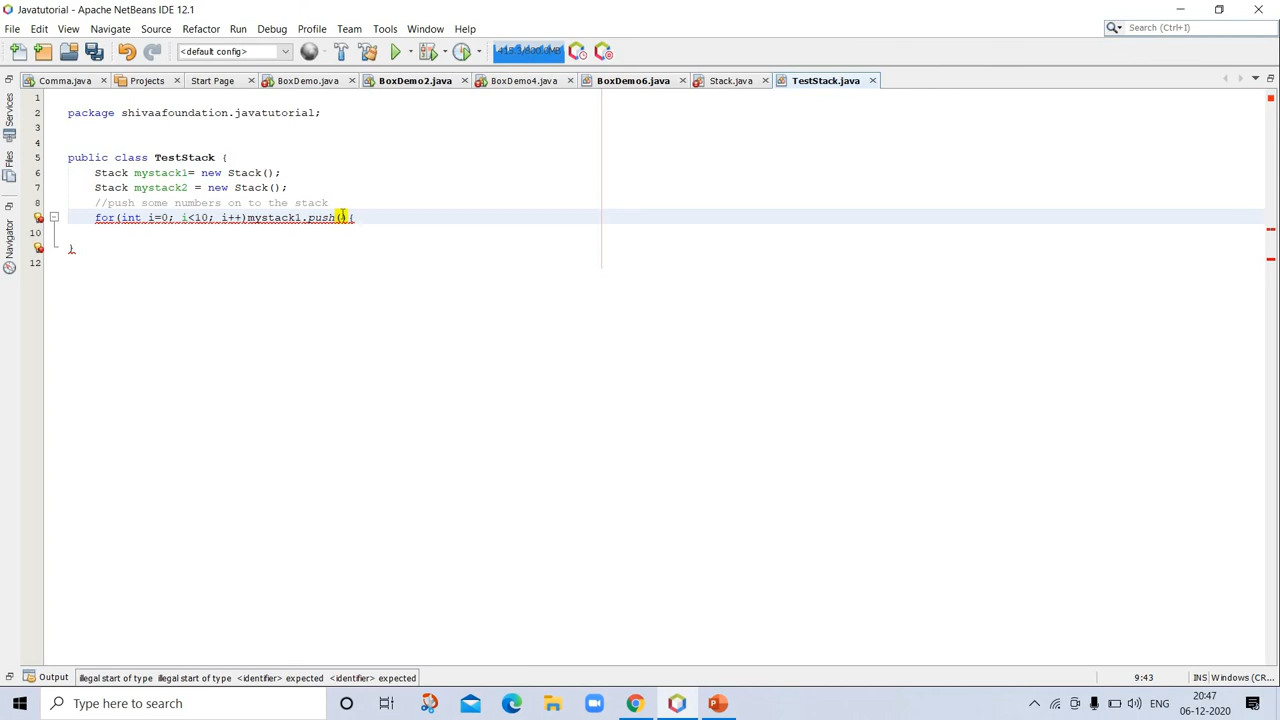 Javatutorial - Apache NetBeans IDE 12.1
File Edit View Navigate Source Refactor Run Debug Profile Team Tools Window Help
Search (Ctrl+I)
<default config>
Comma.java Projects Start Page BoxDemo.java BoxDemo2.java BoxDemo4.java BoxDemo6.java Stack.java TestStack.java
Services
Files
Navigator
1
2 package shivaafoundation.javatutorial;
3
4
5 public class TestStack {
6 Stack mystack1= new Stack();
7 Stack mystack2 = new Stack();
8 //push some numbers on to the stack
for(int i=0; i<10; i++)mystack1.push(){
10
}
12
Output
illegal start of type illegal start of type <identifier> expected <identifier> expected
9:43
INS
Windows (CR...
Type here to search
ENG
20:47
06-12-2020